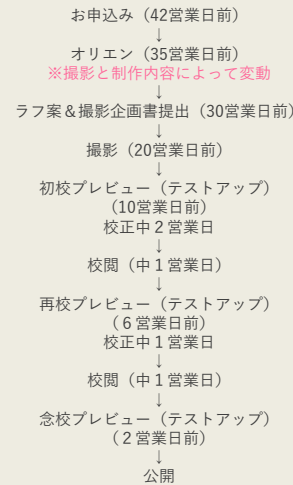 お申込み（42営業日前）
↓
オリエン（35営業日前）
※撮影と制作内容によって変動
↓
ラフ案＆撮影企画書提出（30営業日前）
↓
撮影（20営業日前）
↓
初校プレビュー（テストアップ）
(10営業日前）
校正中２営業日
↓
校閲（中１営業日）
↓
再校プレビュー（テストアップ）
（６営業日前）
校正中１営業日
↓
校閲（中１営業日）
↓
念校プレビュー（テストアップ）
（２営業日前）
↓
公開